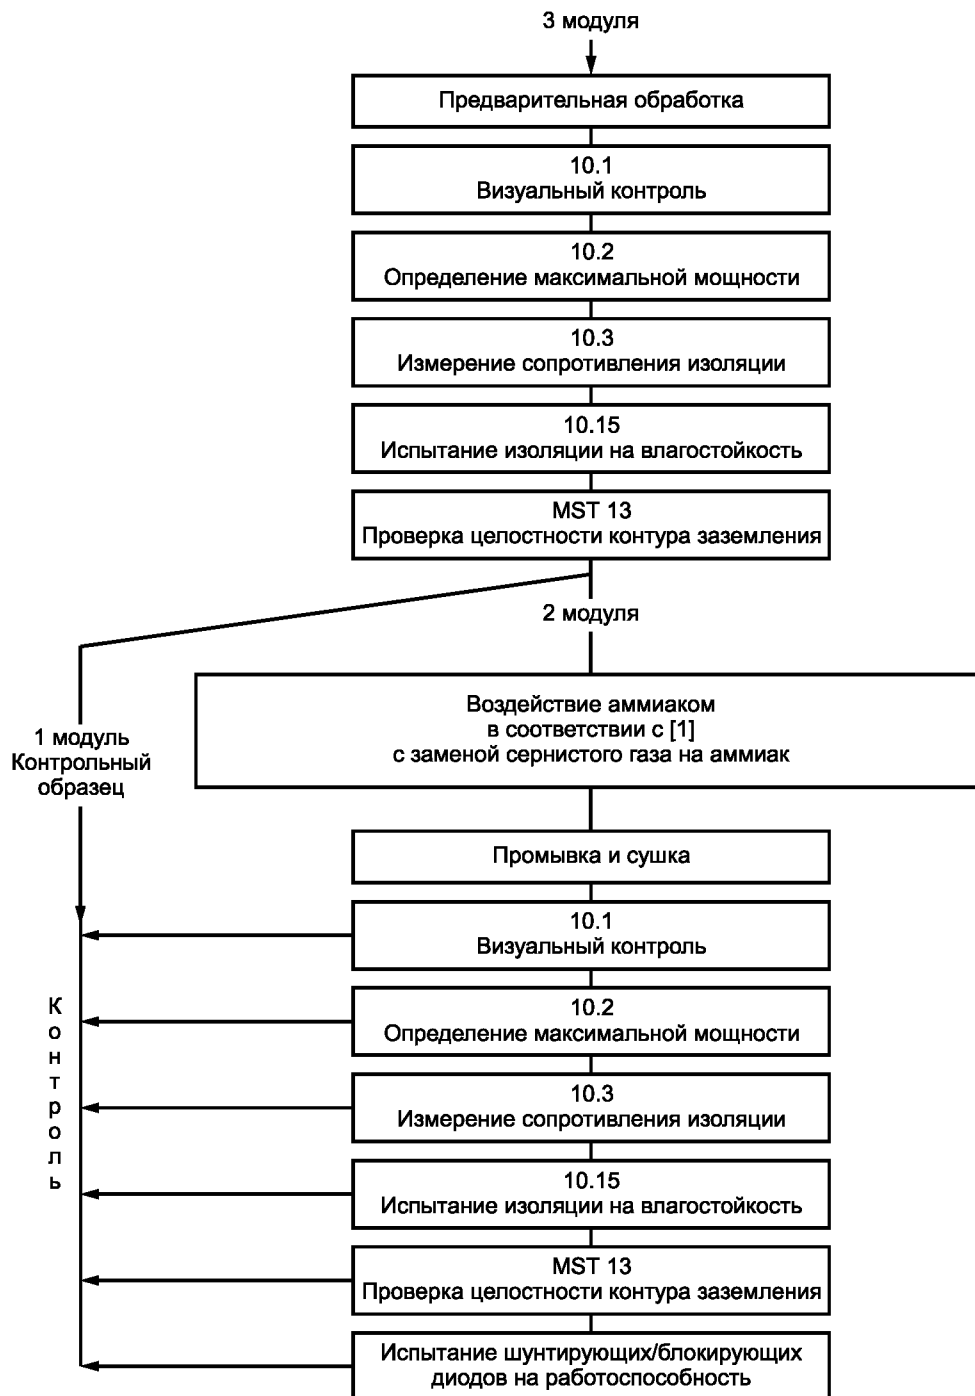 3 модуля
Предварительная обработка
10.1
Визуальный контроль
10.2
Определение максимальной мощности
10.3
Измерение сопротивления изоляции
10.15
Испытание изоляции на влагостойкость
MST 13
Проверка целостности контура заземления
2 модуля
Воздействие аммиаком
в соответствии с [1]
с заменой сернистого газа на аммиак
1 модуль
Контрольный
образец
Промывка и сушка
10.1
Визуальный контроль
10.2
Определение максимальной мощности
10.3
Измерение сопротивления изоляции
10.15
Испытание изоляции на влагостойкость
MST 13
Проверка целостности контура заземления
Испытание шунтирующих/блокирующих
диодов на работоспособность
Контроль